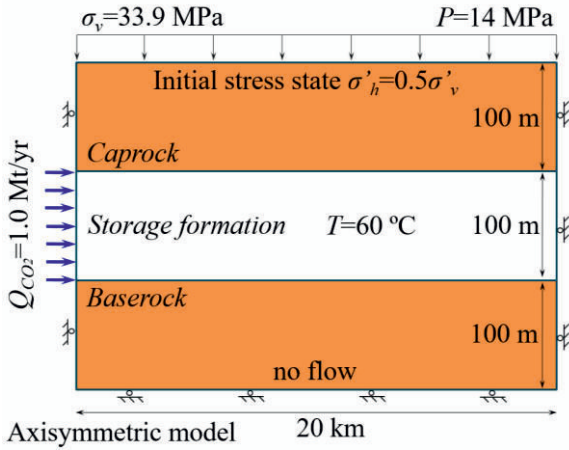 σᵥ=33.9 MPa P=14 MPa
Initial stress state σ'ₕ=0.5σ'ᵥ
100 m
Caprock
Q_CO₂=1.0 Mt/yr
Storage formation T=60 ºC
100 m
Baserock
100 m
no flow
Axisymmetric model 20 km